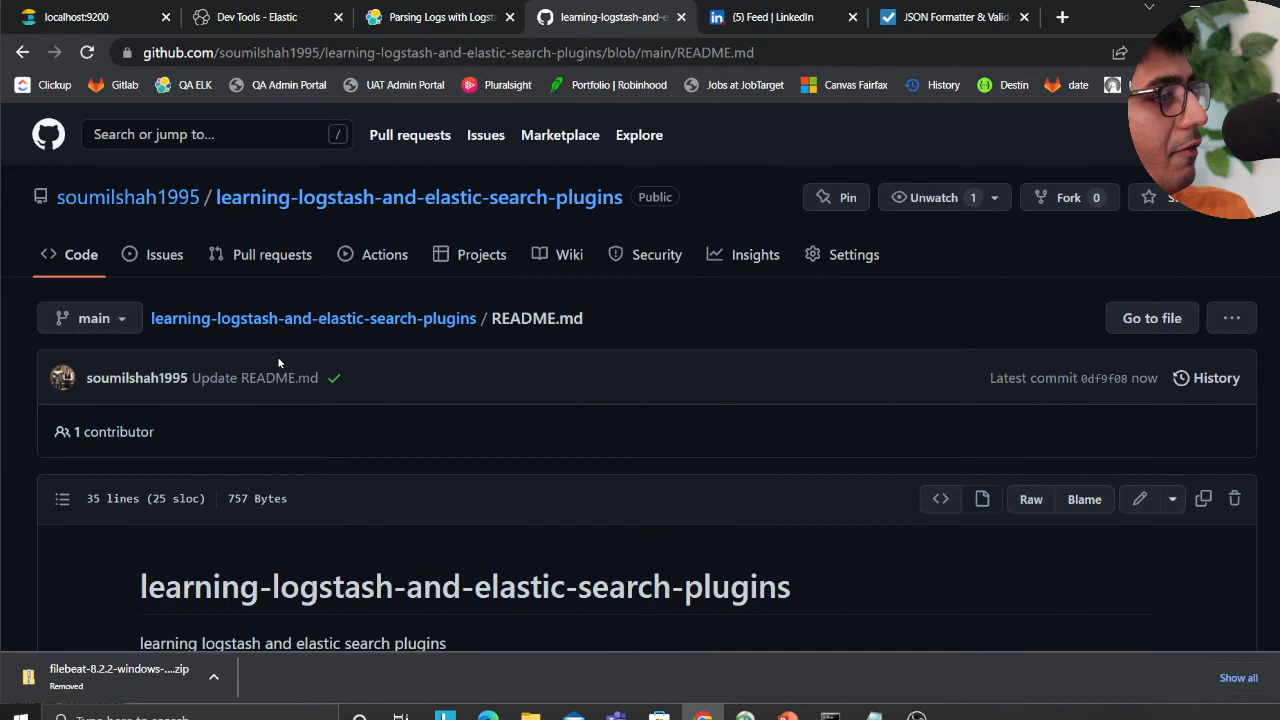 localhost:9200
Dev Tools - Elastic
Parsing Logs with Logst
learning-logstash-and-e
(5) Feed | LinkedIn
JSON Formatter & Valid
github.com/soumilshah1995/learning-logstash-and-elastic-search-plugins/blob/main/README.md
Clickup
Gitlab
QA ELK
QA Admin Portal
UAT Admin Portal
Pluralsight
Portfolio | Robinhood
Jobs at JobTarget
Canvas Fairfax
History
Destin
date
Search or jump to...
/
Pull requests
Issues
Marketplace
Explore
soumilshah1995 / learning-logstash-and-elastic-search-plugins
Public
Pin
Unwatch 1
Fork 0
Code
Issues
Pull requests
Actions
Projects
Wiki
Security
Insights
Settings
main
learning-logstash-and-elastic-search-plugins / README.md
Go to file
soumilshah1995 Update README.md
Latest commit 0df9f08 now
History
1 contributor
35 lines (25 sloc)
757 Bytes
Raw
Blame
learning-logstash-and-elastic-search-plugins
learning logstash and elastic search plugins
filebeat-8.2.2-windows-....zip
Removed
Show all
Type here to search